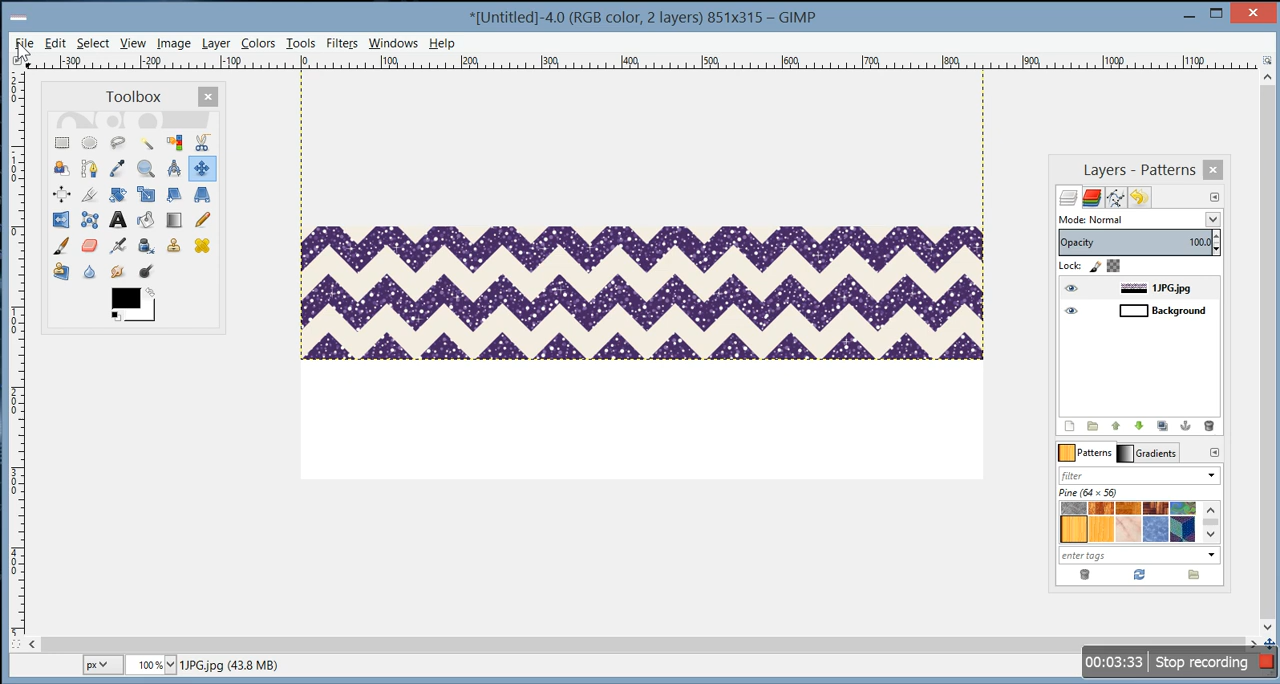 *[Untitled]-4.0 (RGB color, 2 layers) 851x315 – GIMP
File Edit Select View Image Layer Colors Tools Filters Windows Help
-300 -200 -100 0 100 200 300 400 500 600 700 800 900 1000 1100
Toolbox
Layers - Patterns
Mode: Normal
Opacity 100.0
Lock:
1JPG.jpg
Background
Patterns Gradients
filter
Pine (64 × 56)
enter tags
px 100 % 1JPG.jpg (43.8 MB)
00:03:33 Stop recording